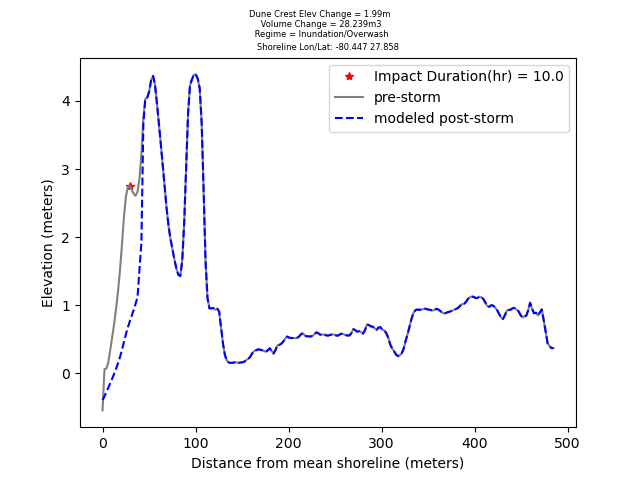 Dune Crest Elev Change = 1.99m
Volume Change = 28.239m3
Regime = Inundation/Overwash
Shoreline Lon/Lat: -80.447 27.858
Impact Duration(hr) = 10.0
pre-storm
modeled post-storm
4
3
2
1
0
Elevation (meters)
0 100 200 300 400 500
Distance from mean shoreline (meters)